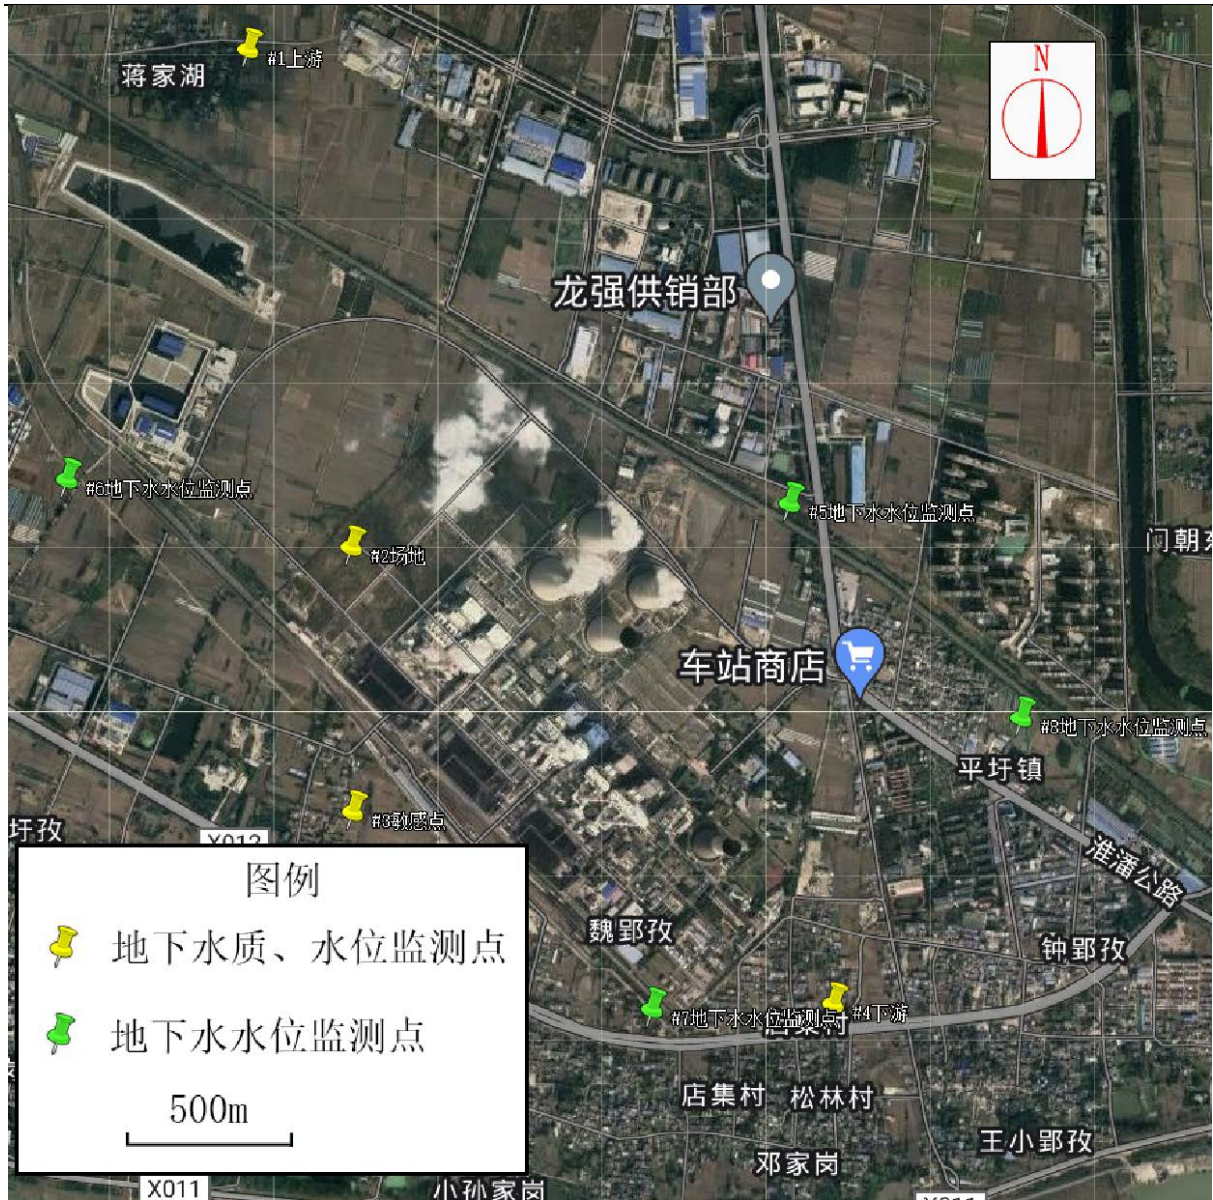 #1上游
蒋家湖
N
龙强供销部
#6地下水水位监测点
#5地下水水位监测点
#2场地
车站商店
#8地下水水位监测点
平圩镇
#3敏感点
圩孜
图例
地下水质、水位监测点
地下水水位监测点
500m
淮潘公路
魏郢孜
钟郢孜
#7地下水水位监测点
#4下游
店集村
松林村
王小郢孜
邓家岗
X011
小孙家岗